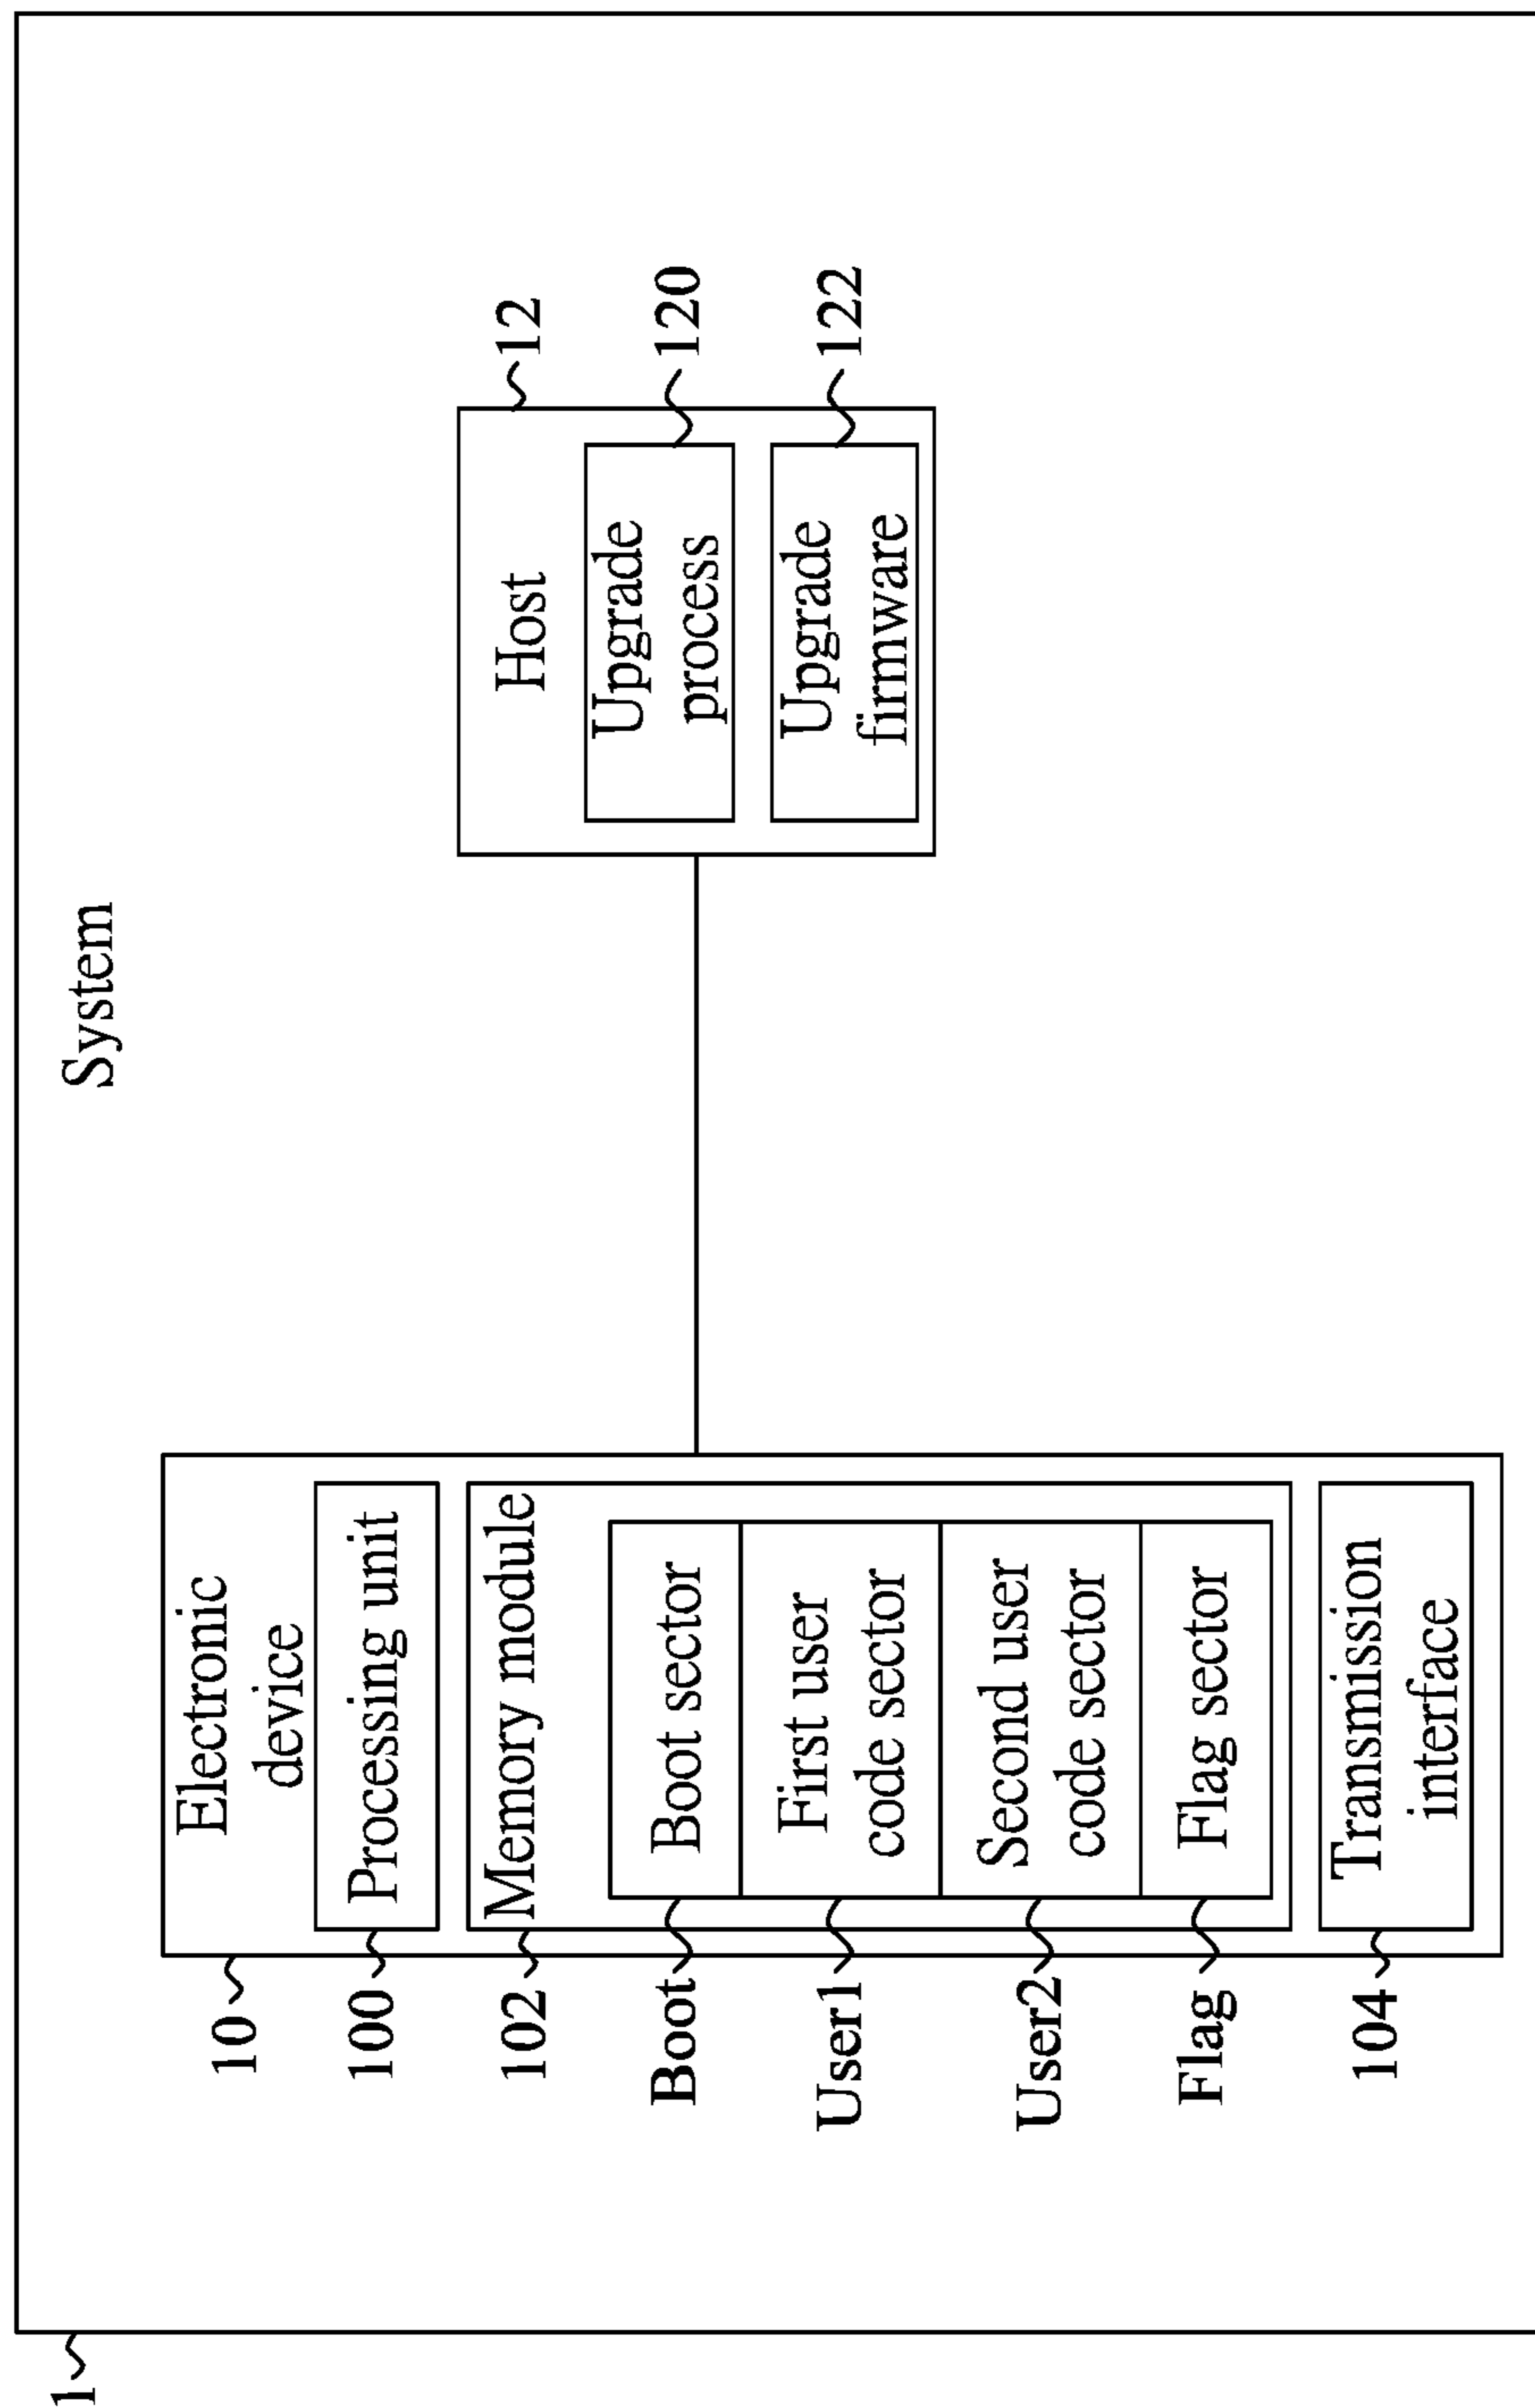 1
System
10
Electronic
device
100
Processing unit
102
Memory module
Boot
Boot sector
User1
First user
code sector
User2
Second user
code sector
Flag
Flag sector
104
Transmission
interface
Host
12
Upgrade
process
120
Upgrade
firmware
122